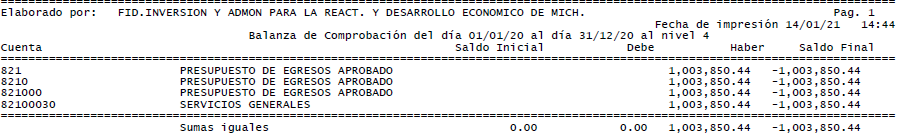 Elaborado por: FID.INVERSION Y ADMON PARA LA REACT. Y DESARROLLO ECONOMICO DE MICH. Pag. 1
Fecha de impresión 14/01/21 14:44
Balanza de Comprobación del día 01/01/20 al día 31/12/20 al nivel 4
Cuenta Saldo Inicial Debe Haber Saldo Final
821 PRESUPUESTO DE EGRESOS APROBADO 1,003,850.44 -1,003,850.44
8210 PRESUPUESTO DE EGRESOS APROBADO 1,003,850.44 -1,003,850.44
821000 PRESUPUESTO DE EGRESOS APROBADO 1,003,850.44 -1,003,850.44
82100030 SERVICIOS GENERALES 1,003,850.44 -1,003,850.44
Sumas iguales 0.00 0.00 1,003,850.44 -1,003,850.44